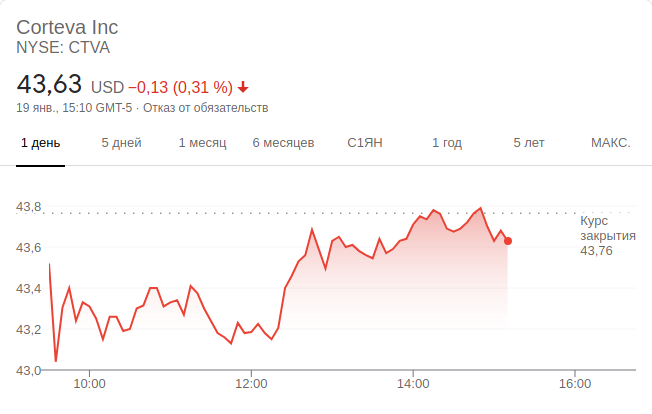 Corteva Inc
NYSE: CTVA
43,63 USD −0,13 (0,31 %)
19 янв., 15:10 GMT-5 · Отказ от обязательств
1 день 5 дней 1 месяц 6 месяцев С1ЯН 1 год 5 лет МАКС.
43,8
Курс
закрытия
43,76
43,6
43,4
43,2
43,0
10:00 12:00 14:00 16:00